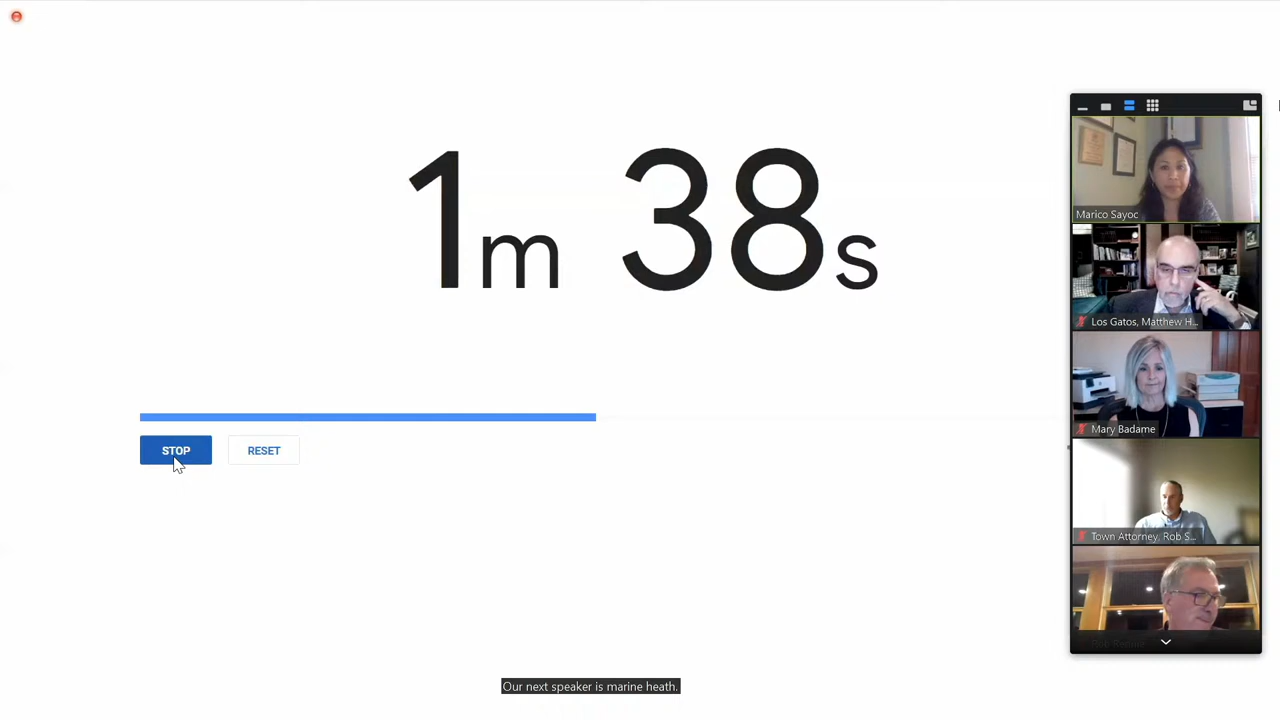 1m 38s
STOP
RESET
Marico Sayoc
Los Gatos, Matthew H...
Mary Badame
Town Attorney, Rob S...
Our next speaker is marine heath.